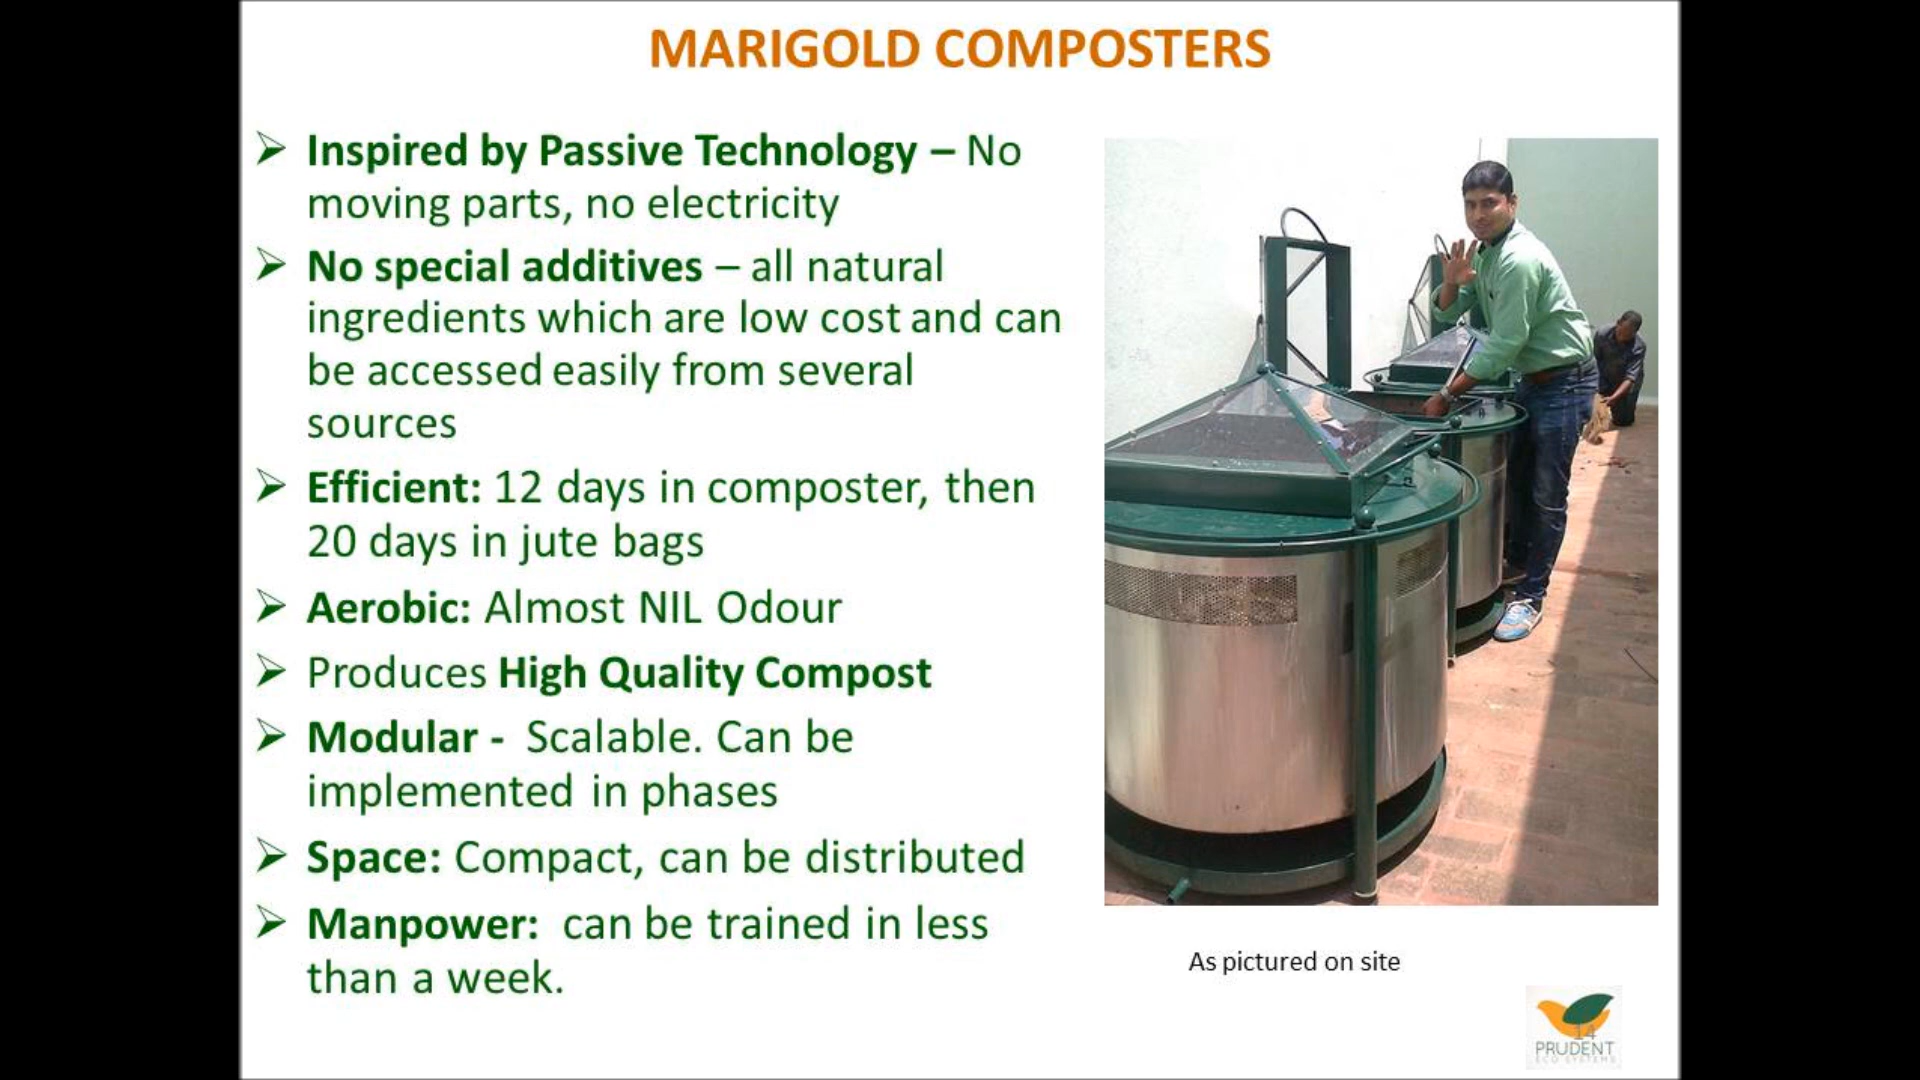 MARIGOLD COMPOSTERS
➢ Inspired by Passive Technology – No
moving parts, no electricity
➢ No special additives – all natural
ingredients which are low cost and can
be accessed easily from several
sources
➢ Efficient: 12 days in composter, then
20 days in jute bags
➢ Aerobic: Almost NIL Odour
➢ Produces High Quality Compost
➢ Modular - Scalable. Can be
implemented in phases
➢ Space: Compact, can be distributed
➢ Manpower: can be trained in less
than a week.
As pictured on site
14
PRUDENT
ECO SYSTEMS